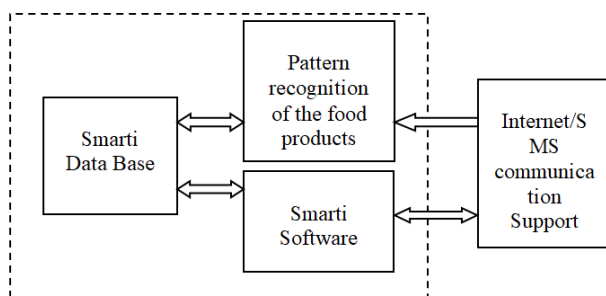 Pattern
recognition
of the food
products
Smarti
Data Base
Smarti
Software
Internet/S
MS
communica
tion
Support